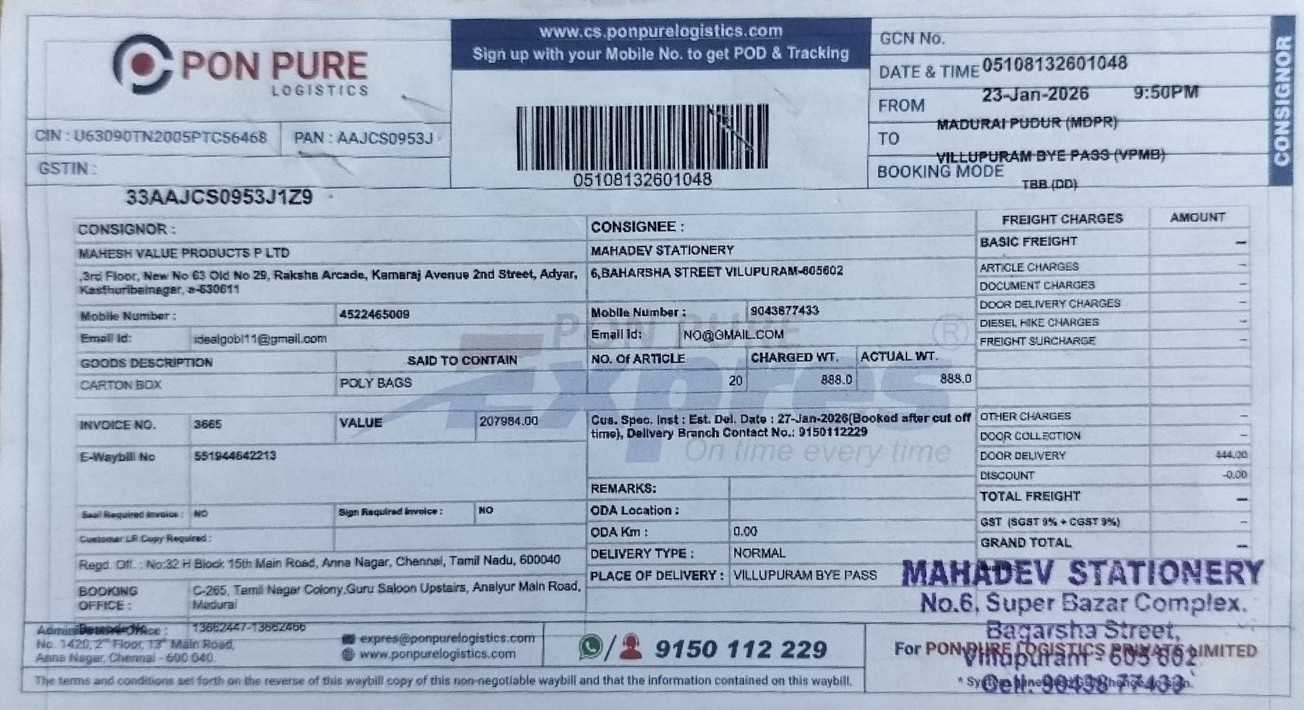 PON PURE
LOGISTICS
www.cs.ponpurelogistics.com
Sign up with your Mobile No. to get POD & Tracking
GCN No.
05108132601048
DATE & TIME
23-Jan-2026 9:50PM
FROM
MADURAI PUDUR (MDPR)
TO
VILLUPURAM BYE PASS (VPMB)
BOOKING MODE
TBB (DD)
CONSIGNOR
CIN : U63090TN2005PTC56468
PAN : AAJCS0953J
GSTIN :
33AAJCS0953J1Z9
05108132601048
CONSIGNOR :
MAHESH VALUE PRODUCTS P LTD
,3rd Floor, New No 63 Old No 29, Raksha Arcade, Kamaraj Avenue 2nd Street, Adyar,
Kasthuribainagar, a-630611
Mobile Number : 4522465009
Email Id: idealgobi11@gmail.com
GOODS DESCRIPTION SAID TO CONTAIN
CARTON BOX POLY BAGS
INVOICE NO. 3665 VALUE 207984.00
E-Waybill No 551944642213
Seal Required Invoice : NO Sign Required Invoice : NO
Customer LR Copy Required :
Regd. Off. : No:32 H Block 15th Main Road, Anna Nagar, Chennai, Tamil Nadu, 600040
BOOKING OFFICE : C-265, Tamil Nagar Colony,Guru Saloon Upstairs, Anaiyur Main Road,
Madurai
13662447-13662466
CONSIGNEE :
MAHADEV STATIONERY
6,BAHARSHA STREET VILUPURAM-605602
Mobile Number : 9043877433
Email Id: NO@GMAIL.COM
NO. Of ARTICLE CHARGED WT. ACTUAL WT.
20 888.0 888.0
PON PURE
Expres ®
On time every time
Cus. Spec. Inst : Est. Del. Date : 27-Jan-2026(Booked after cut off
time), Delivery Branch Contact No.: 9150112229
REMARKS:
ODA Location :
ODA Km : 0.00
DELIVERY TYPE : NORMAL
PLACE OF DELIVERY : VILLUPURAM BYE PASS
FREIGHT CHARGES AMOUNT
BASIC FREIGHT –
ARTICLE CHARGES –
DOCUMENT CHARGES –
DOOR DELIVERY CHARGES –
DIESEL HIKE CHARGES –
FREIGHT SURCHARGE –
OTHER CHARGES –
DOOR COLLECTION –
DOOR DELIVERY 444.00
DISCOUNT -0.00
TOTAL FREIGHT –
GST (SGST 9% + CGST 9%) –
GRAND TOTAL –
MAHADEV STATIONERY
No.6, Super Bazar Complex.
Bagarsha Street,
Villupuram - 605 602
Cell: 90438 77433
For PON PURE LOGISTICS PRIVATE LIMITED
Office :
No. 1420, 2nd Floor, 13th Main Road,
Anna Nagar, Chennai - 600 040.
expres@ponpurelogistics.com
www.ponpurelogistics.com
9150 112 229
The terms and conditions set forth on the reverse of this waybill copy of this non-negotiable waybill and that the information contained on this waybill.